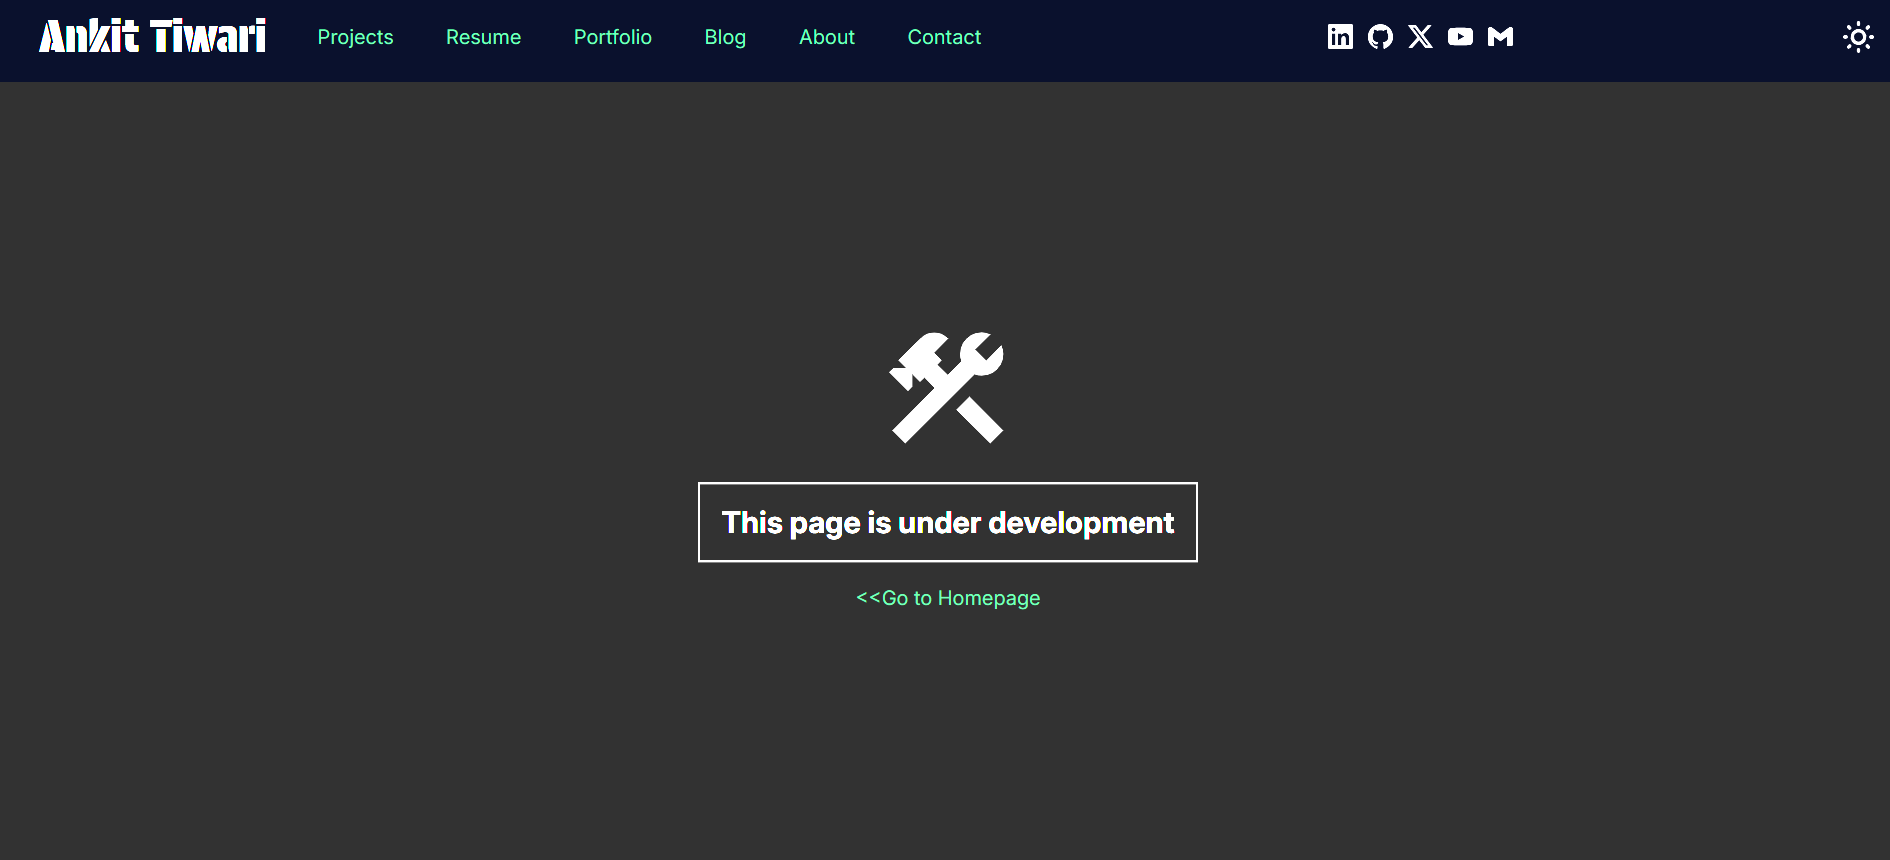 Ankit Tiwari Projects Resume Portfolio Blog About Contact
This page is under development
<<Go to Homepage